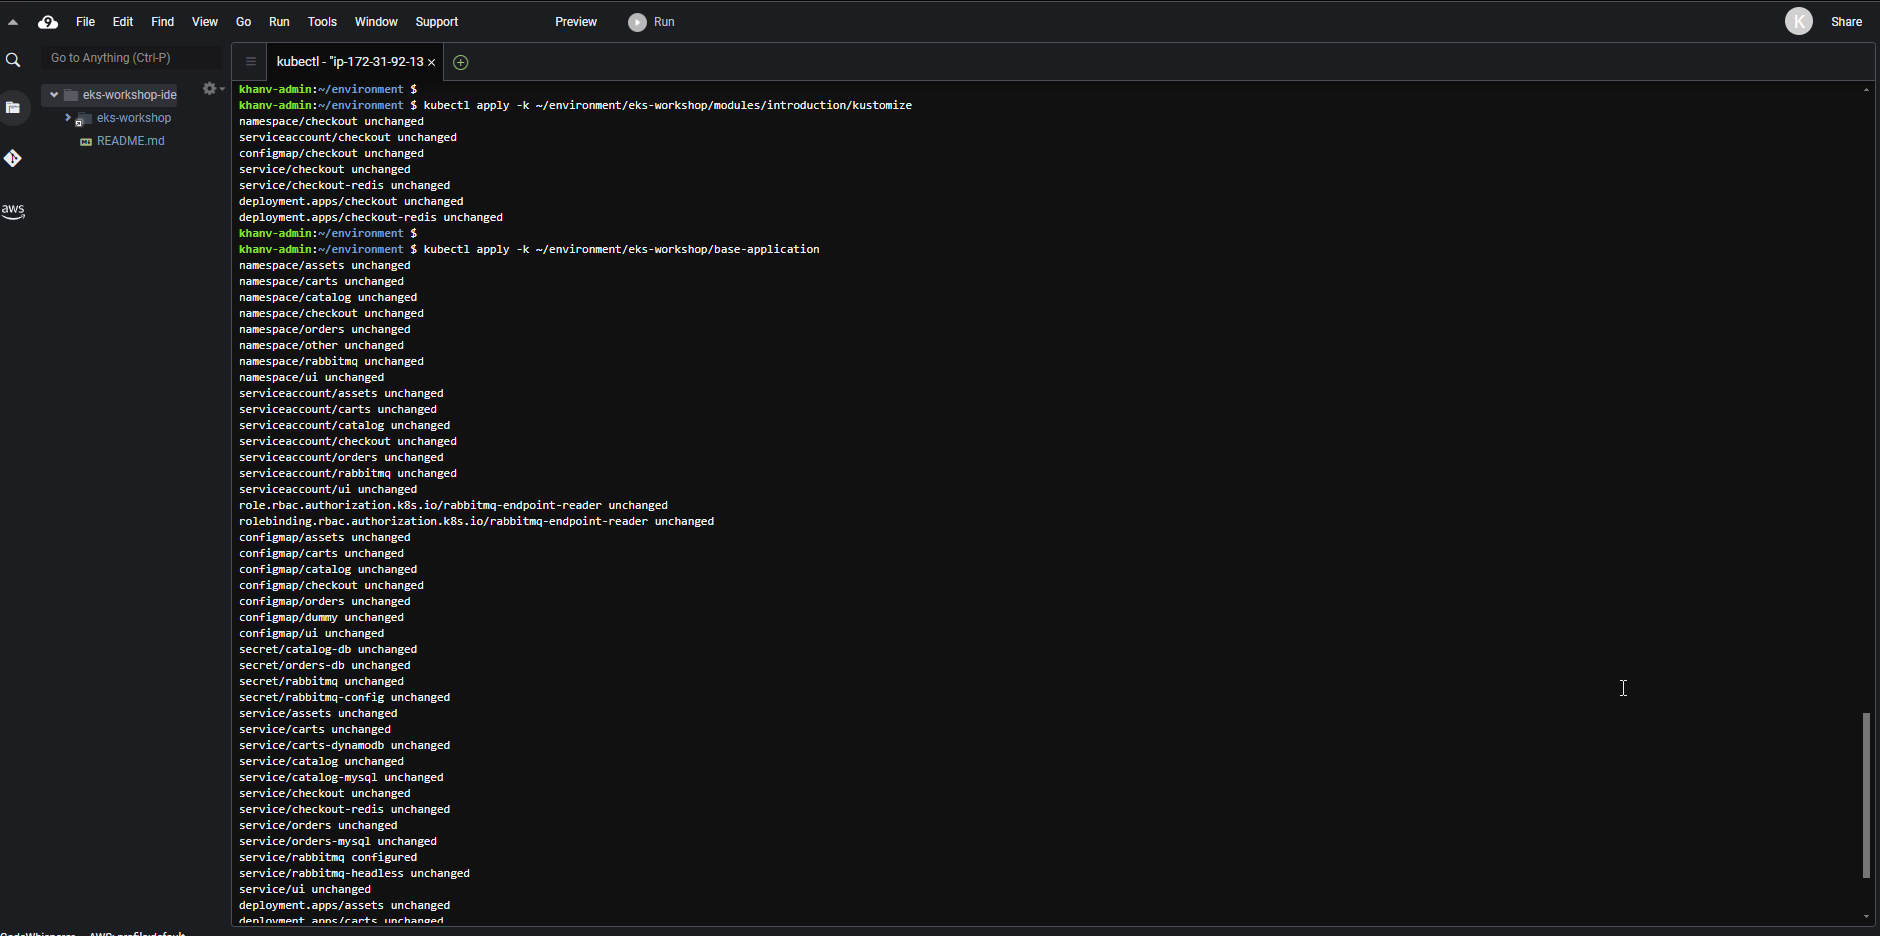 File Edit Find View Go Run Tools Window Support Preview Run K Share
Go to Anything (Ctrl-P)
kubectl - "ip-172-31-92-13 ×
eks-workshop-ide
eks-workshop
README.md
aws
khanv-admin:~/environment $
khanv-admin:~/environment $ kubectl apply -k ~/environment/eks-workshop/modules/introduction/kustomize
namespace/checkout unchanged
serviceaccount/checkout unchanged
configmap/checkout unchanged
service/checkout unchanged
service/checkout-redis unchanged
deployment.apps/checkout unchanged
deployment.apps/checkout-redis unchanged
khanv-admin:~/environment $
khanv-admin:~/environment $ kubectl apply -k ~/environment/eks-workshop/base-application
namespace/assets unchanged
namespace/carts unchanged
namespace/catalog unchanged
namespace/checkout unchanged
namespace/orders unchanged
namespace/other unchanged
namespace/rabbitmq unchanged
namespace/ui unchanged
serviceaccount/assets unchanged
serviceaccount/carts unchanged
serviceaccount/catalog unchanged
serviceaccount/checkout unchanged
serviceaccount/orders unchanged
serviceaccount/rabbitmq unchanged
serviceaccount/ui unchanged
role.rbac.authorization.k8s.io/rabbitmq-endpoint-reader unchanged
rolebinding.rbac.authorization.k8s.io/rabbitmq-endpoint-reader unchanged
configmap/assets unchanged
configmap/carts unchanged
configmap/catalog unchanged
configmap/checkout unchanged
configmap/orders unchanged
configmap/dummy unchanged
configmap/ui unchanged
secret/catalog-db unchanged
secret/orders-db unchanged
secret/rabbitmq unchanged
secret/rabbitmq-config unchanged
service/assets unchanged
service/carts unchanged
service/carts-dynamodb unchanged
service/catalog unchanged
service/catalog-mysql unchanged
service/checkout unchanged
service/checkout-redis unchanged
service/orders unchanged
service/orders-mysql unchanged
service/rabbitmq configured
service/rabbitmq-headless unchanged
service/ui unchanged
deployment.apps/assets unchanged
deployment.apps/carts unchanged
CodeWhisperer AWS: profile:default